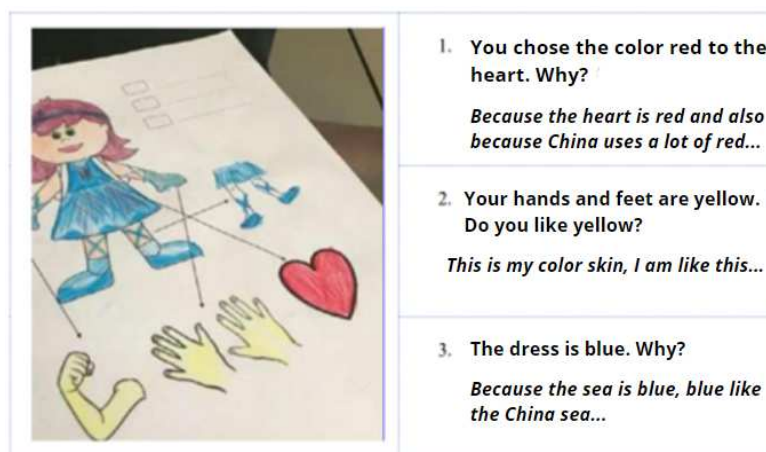 1. You chose the color red to the
heart. Why?
Because the heart is red and also
because China uses a lot of red...
2. Your hands and feet are yellow.
Do you like yellow?
This is my color skin, I am like this...
3. The dress is blue. Why?
Because the sea is blue, blue like
the China sea...